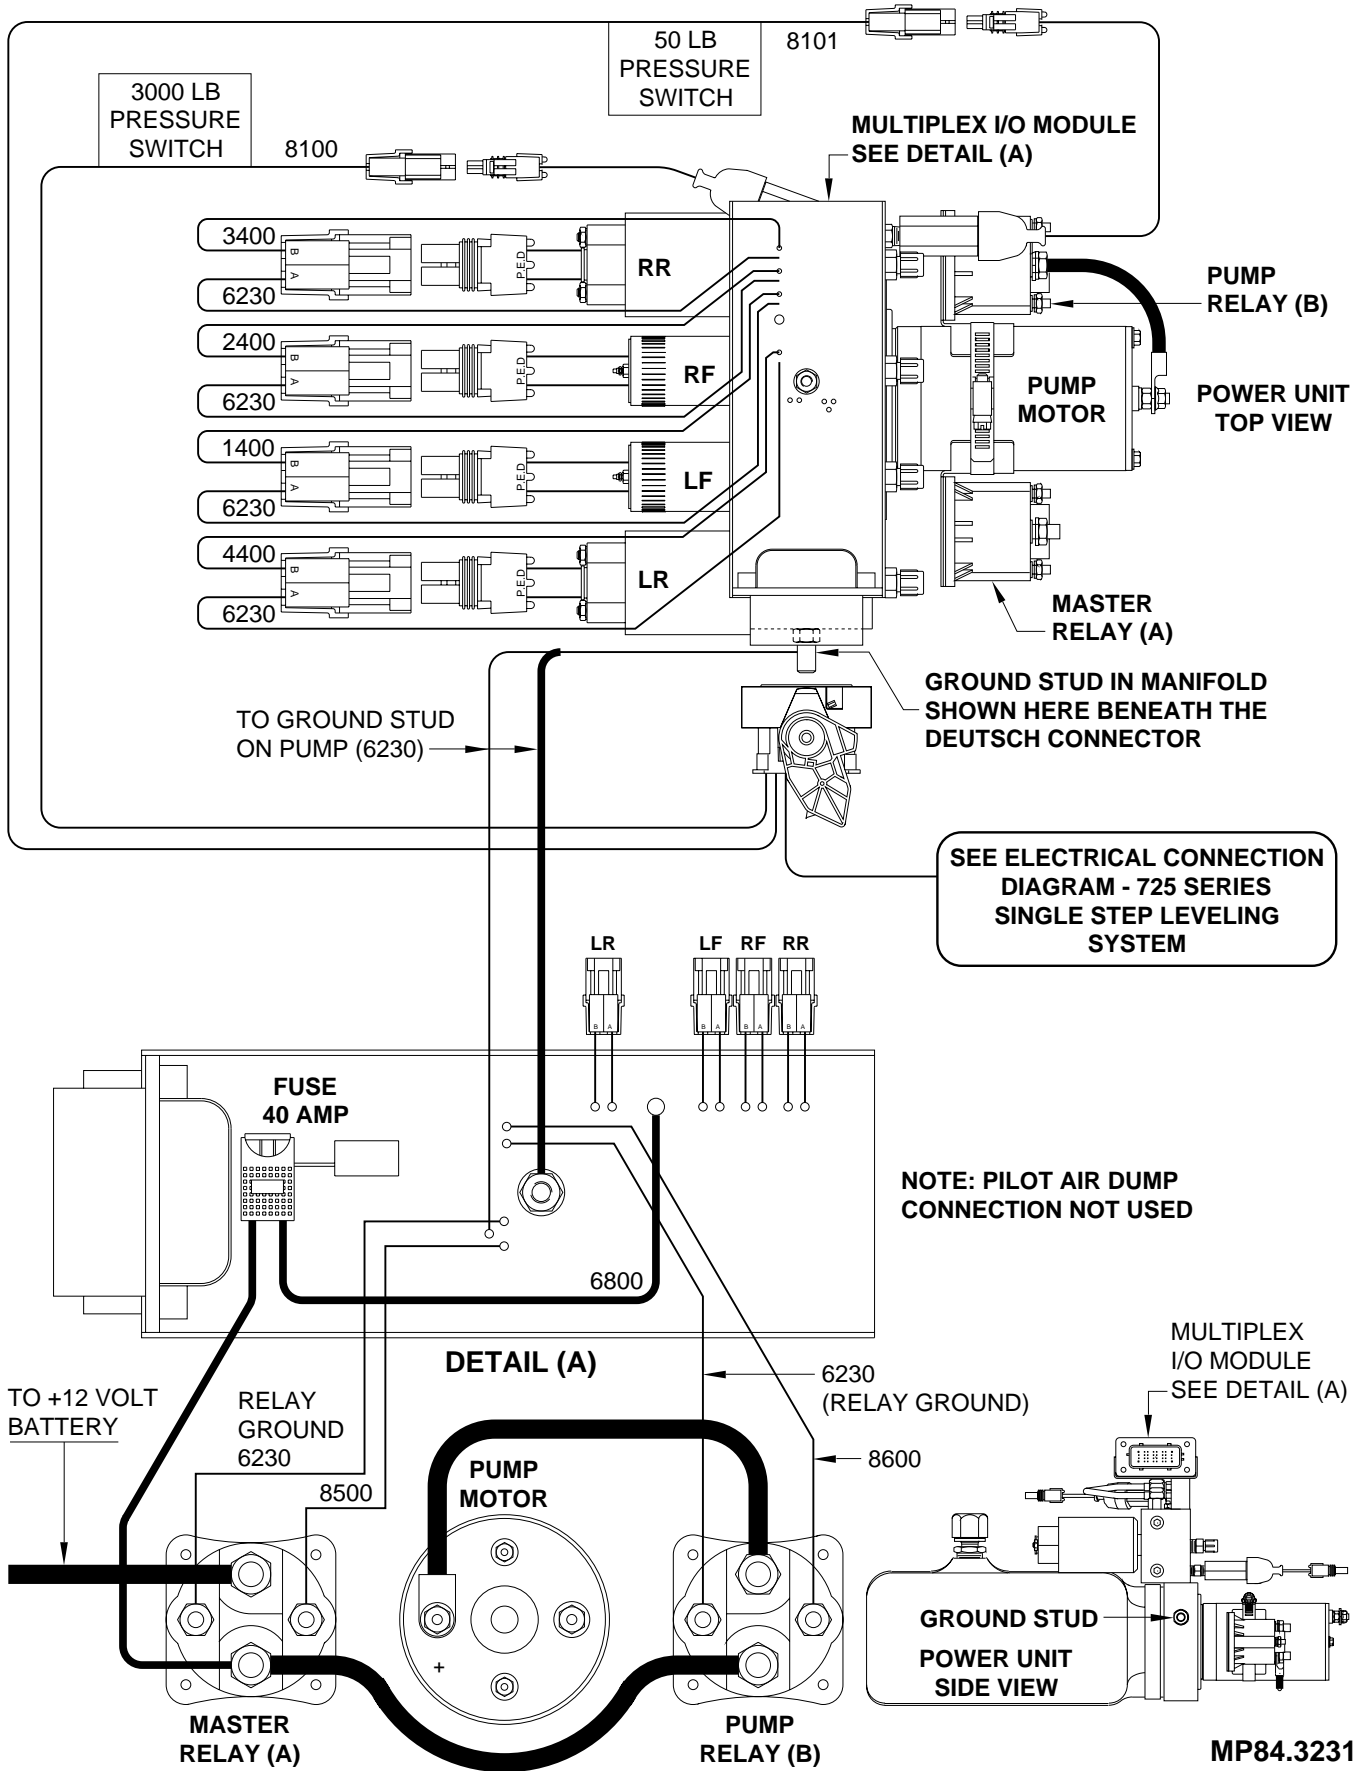 50 LB
PRESSURE
SWITCH
8101
3000 LB
PRESSURE
SWITCH
8100
MULTIPLEX I/O MODULE
SEE DETAIL (A)
3400
B
A
6230
PED
RR
2400
B
A
6230
PED
RF
1400
B
A
6230
PED
LF
4400
B
A
6230
PED
LR
PUMP
RELAY (B)
PUMP
MOTOR
POWER UNIT
TOP VIEW
MASTER
RELAY (A)
GROUND STUD IN MANIFOLD
SHOWN HERE BENEATH THE
DEUTSCH CONNECTOR
TO GROUND STUD
ON PUMP (6230)
SEE ELECTRICAL CONNECTION
DIAGRAM - 725 SERIES
SINGLE STEP LEVELING
SYSTEM
LR LF RF RR
B A B A B A B A
FUSE
40 AMP
NOTE: PILOT AIR DUMP
CONNECTION NOT USED
6800
DETAIL (A)
TO +12 VOLT
BATTERY
RELAY
GROUND
6230
8500
PUMP
MOTOR
+
6230
(RELAY GROUND)
8600
MASTER
RELAY (A)
PUMP
RELAY (B)
MULTIPLEX
I/O MODULE
SEE DETAIL (A)
GROUND STUD
POWER UNIT
SIDE VIEW
MP84.3231